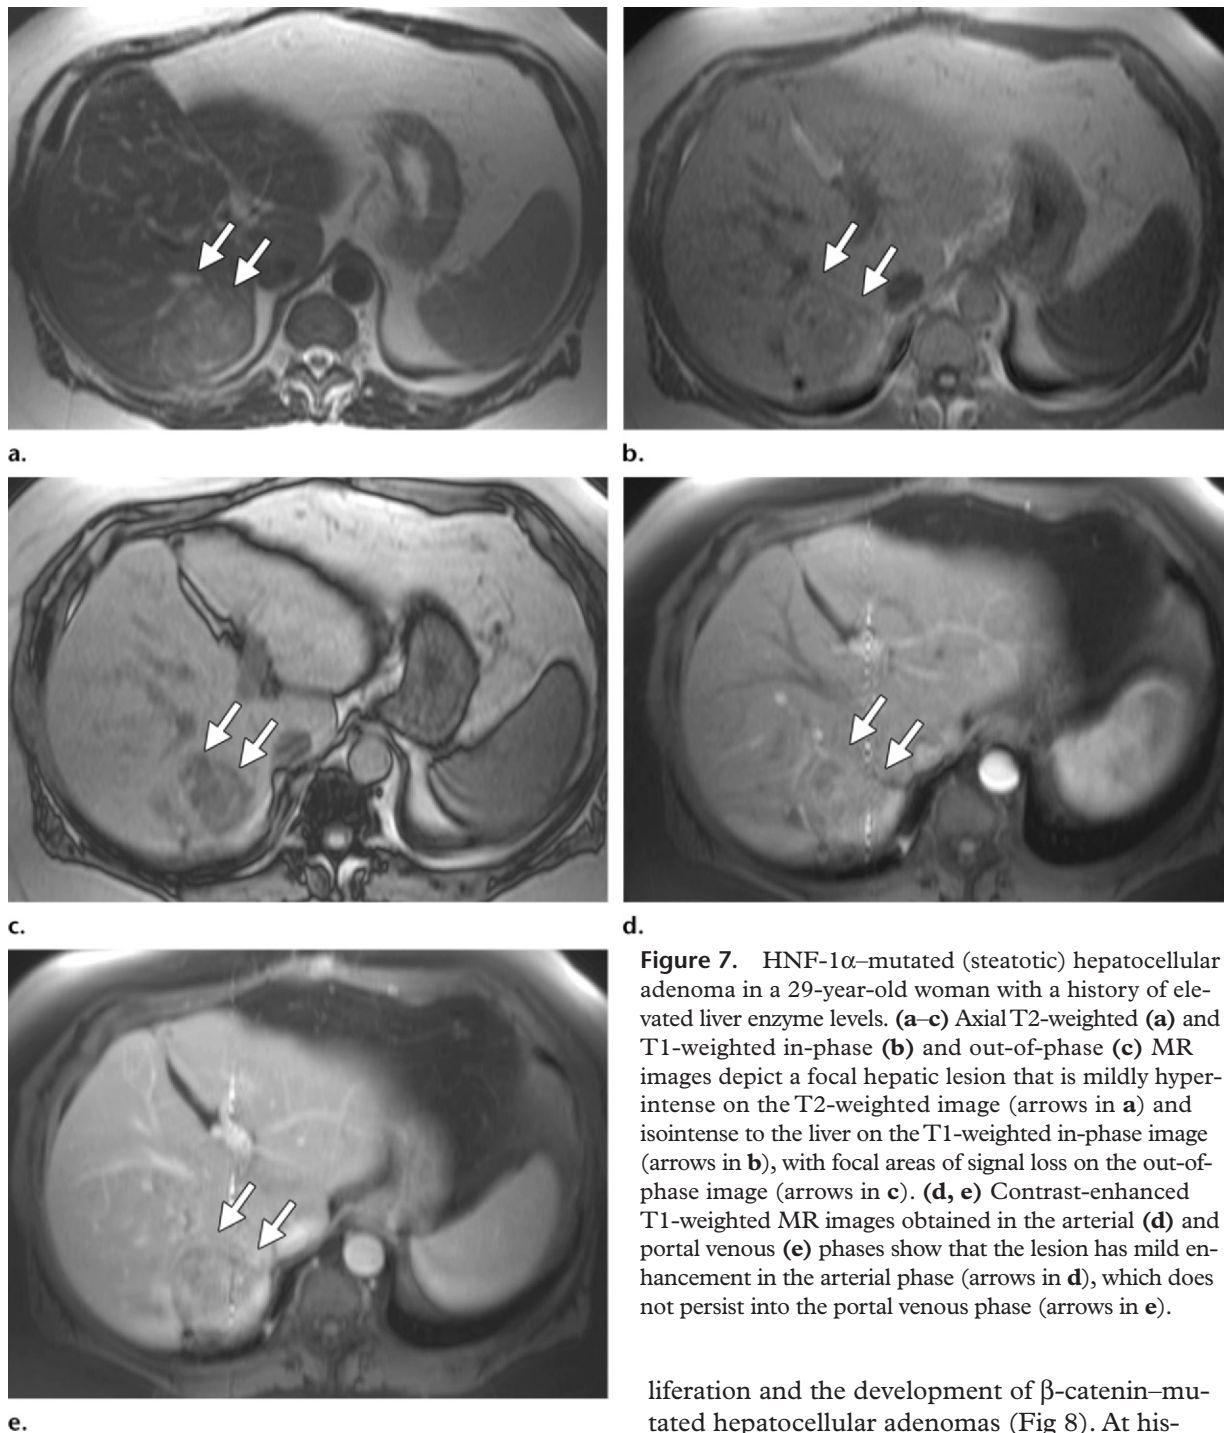 a.
b.
c.
d.
e.
Figure 7. HNF-1α–mutated (steatotic) hepatocellular
adenoma in a 29-year-old woman with a history of ele-
vated liver enzyme levels. (a–c) Axial T2-weighted (a) and
T1-weighted in-phase (b) and out-of-phase (c) MR
images depict a focal hepatic lesion that is mildly hyper-
intense on the T2-weighted image (arrows in a) and
isointense to the liver on the T1-weighted in-phase image
(arrows in b), with focal areas of signal loss on the out-of-
phase image (arrows in c). (d, e) Contrast-enhanced
T1-weighted MR images obtained in the arterial (d) and
portal venous (e) phases show that the lesion has mild en-
hancement in the arterial phase (arrows in d), which does
not persist into the portal venous phase (arrows in e).
liferation and the development of β-catenin–mu-
tated hepatocellular adenomas (Fig 8). At his-